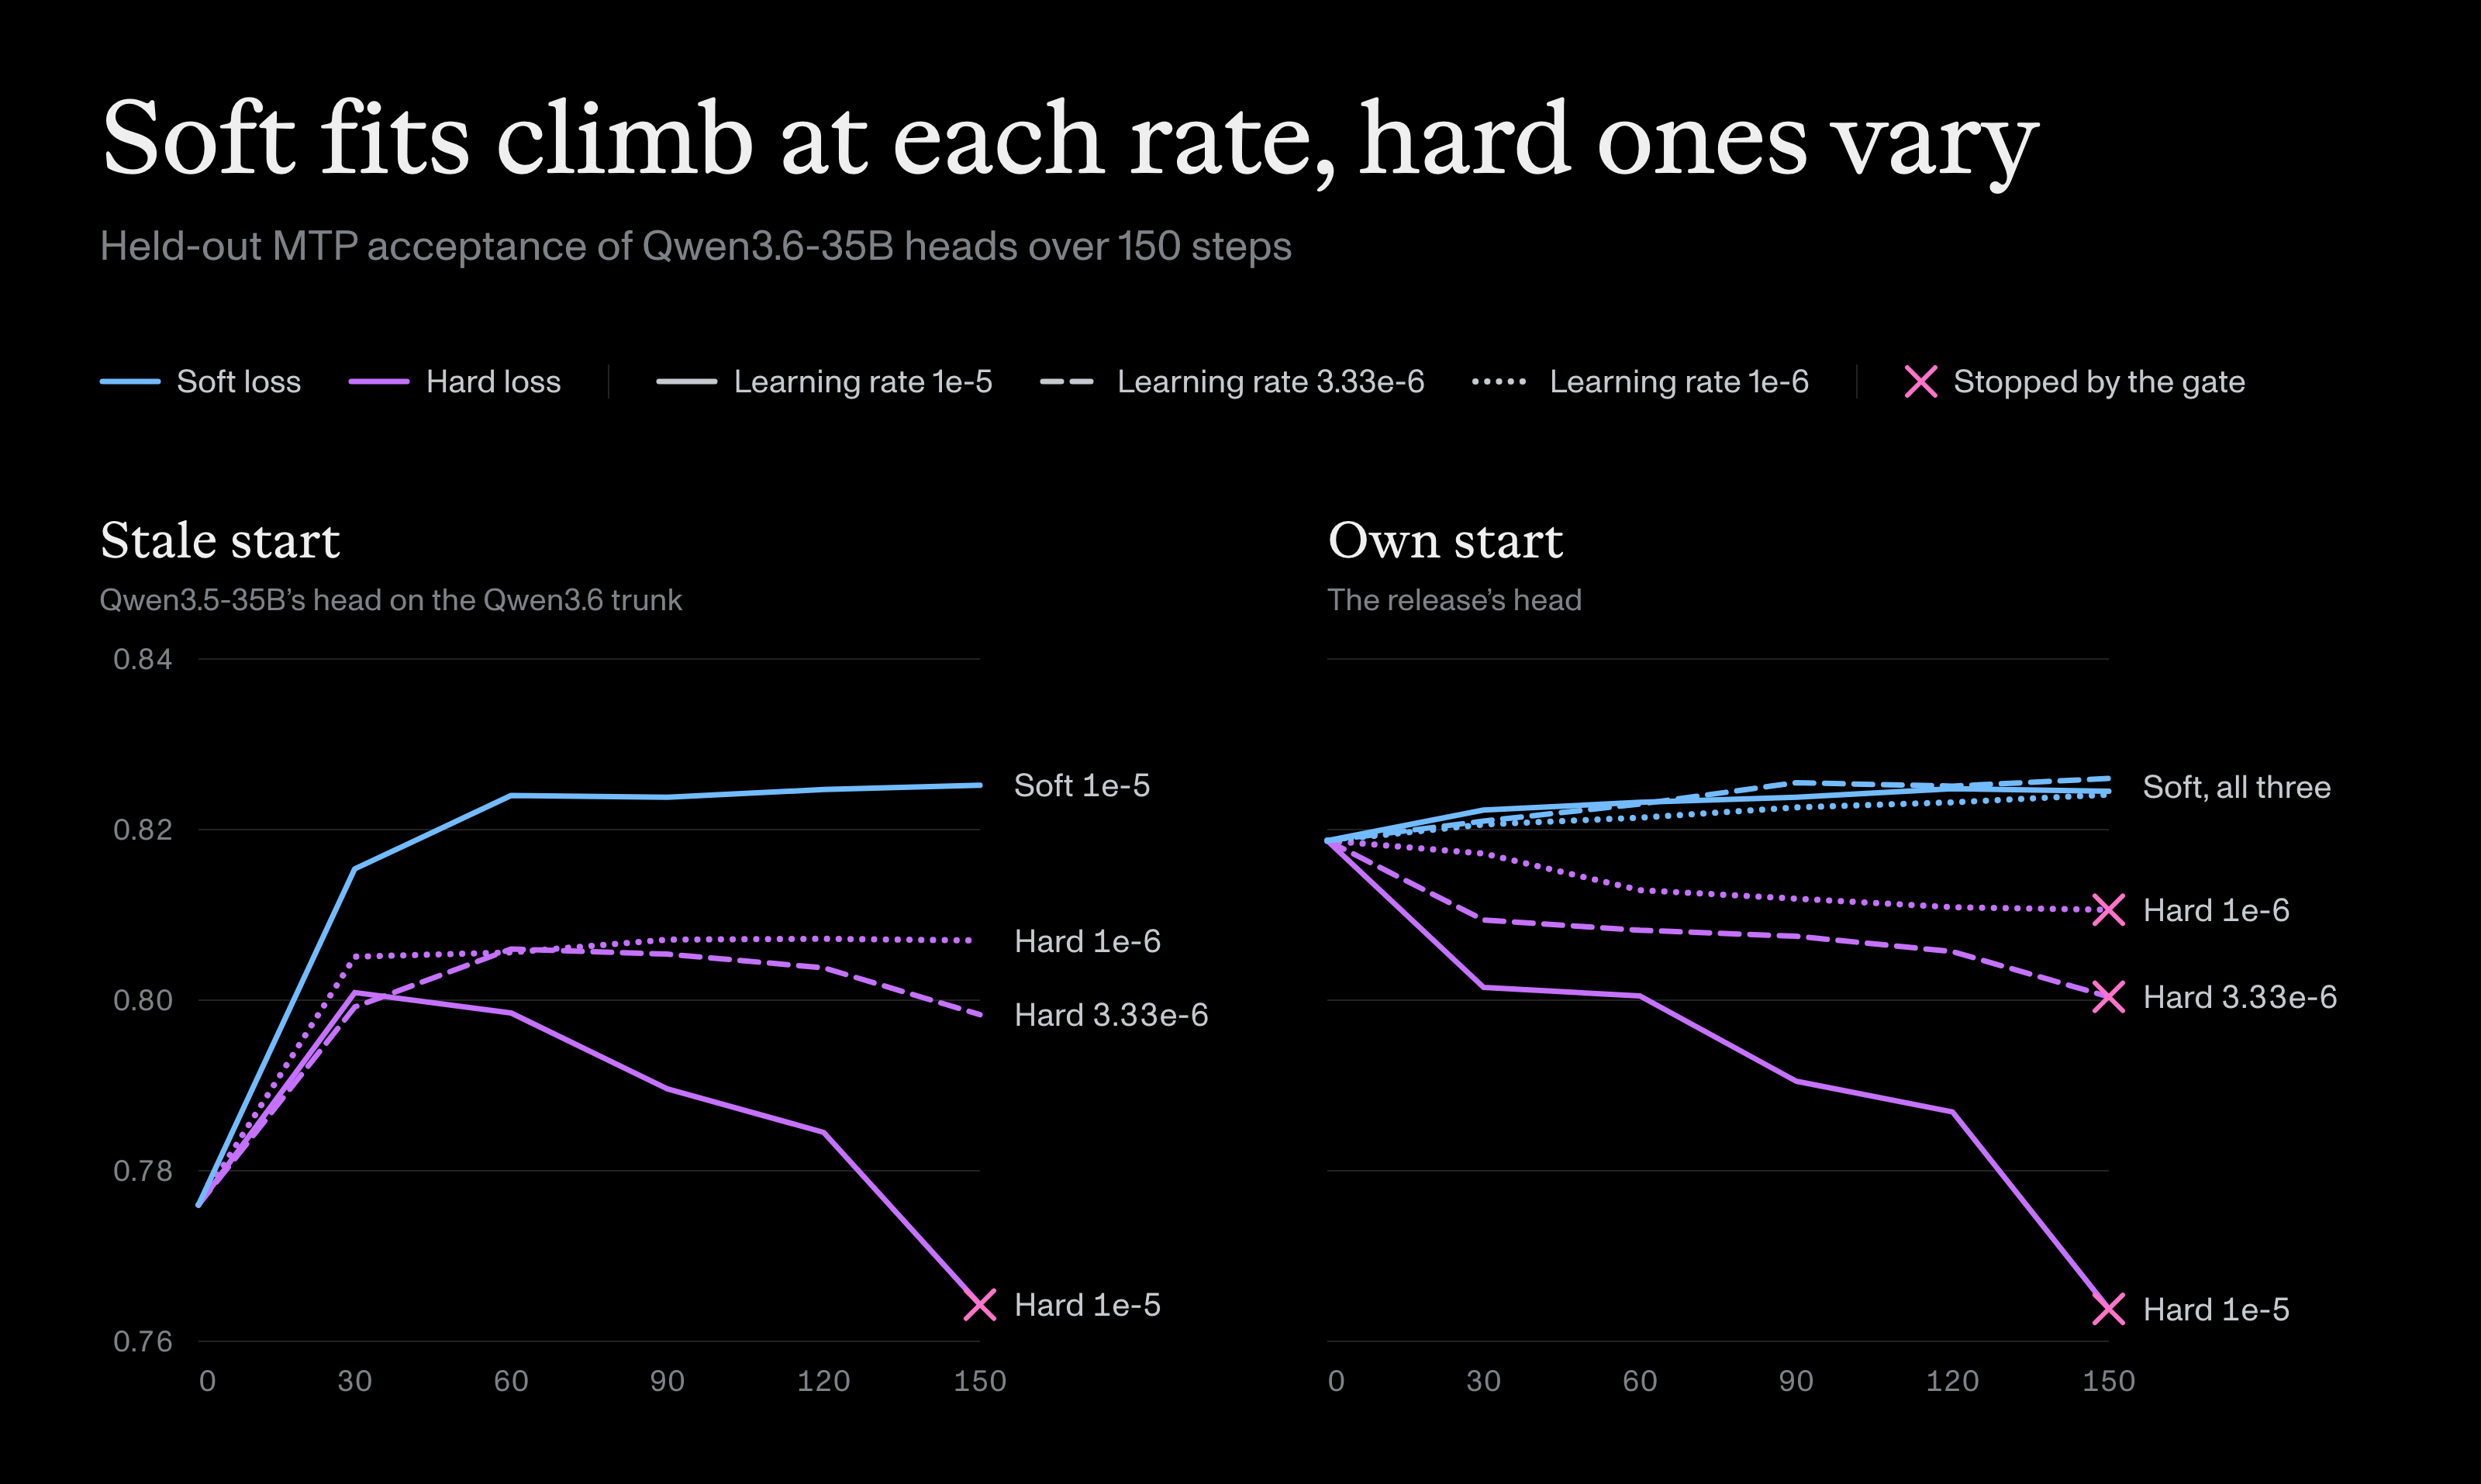 Soft fits climb at each rate, hard ones vary
Held-out MTP acceptance of Qwen3.6-35B heads over 150 steps
Soft loss Hard loss Learning rate 1e-5 Learning rate 3.33e-6 Learning rate 1e-6 Stopped by the gate
Stale start
Qwen3.5-35B’s head on the Qwen3.6 trunk
0.84
0.82
0.80
0.78
0.76
0 30 60 90 120 150
Soft 1e-5
Hard 1e-6
Hard 3.33e-6
Hard 1e-5
Own start
The release’s head
Soft, all three
Hard 1e-6
Hard 3.33e-6
Hard 1e-5
0 30 60 90 120 150